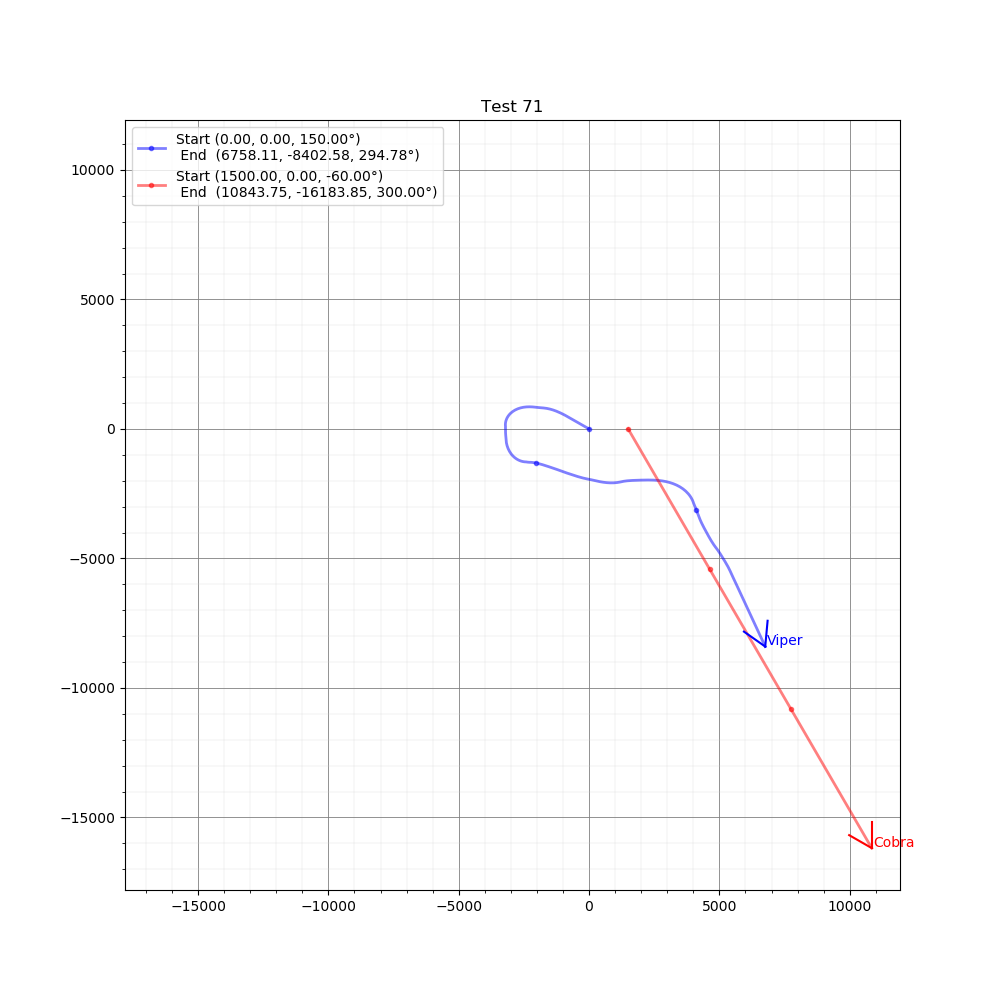 Test 71
Start (0.00, 0.00, 150.00°)
End (6758.11, -8402.58, 294.78°)
Start (1500.00, 0.00, -60.00°)
End (10843.75, -16183.85, 300.00°)
10000
5000
0
−5000
−10000
−15000
Viper
Cobra
−15000
−10000
−5000
0
5000
10000